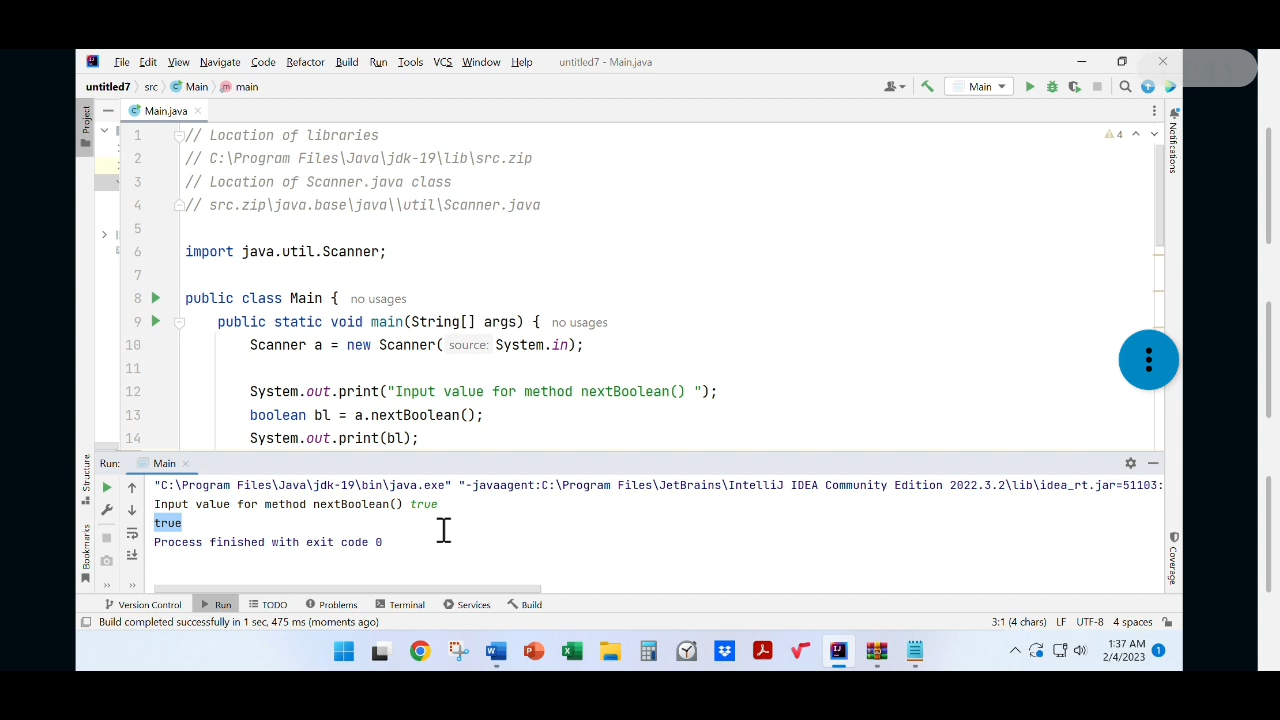 File Edit View Navigate Code Refactor Build Run Tools VCS Window Help untitled7 - Main.java
untitled7 src Main main Main
Project Main.java Notifications
1 // Location of libraries 4
2 // C:\Program Files\Java\jdk-19\lib\src.zip
3 // Location of Scanner.java class
4 // src.zip\java.base\java\\util\Scanner.java
5
6 import java.util.Scanner;
7
8 public class Main { no usages
9 public static void main(String[] args) { no usages
10 Scanner a = new Scanner( source: System.in);
11
12 System.out.print("Input value for method nextBoolean() ");
13 boolean bl = a.nextBoolean();
14 System.out.print(bl);
Structure Run: Main
"C:\Program Files\Java\jdk-19\bin\java.exe" "-javaagent:C:\Program Files\JetBrains\IntelliJ IDEA Community Edition 2022.3.2\lib\idea_rt.jar=51103:
Input value for method nextBoolean() true
true
Process finished with exit code 0
Bookmarks Coverage
Version Control Run TODO Problems Terminal Services Build
Build completed successfully in 1 sec, 475 ms (moments ago) 3:1 (4 chars) LF UTF-8 4 spaces
1:37 AM
2/4/2023 1